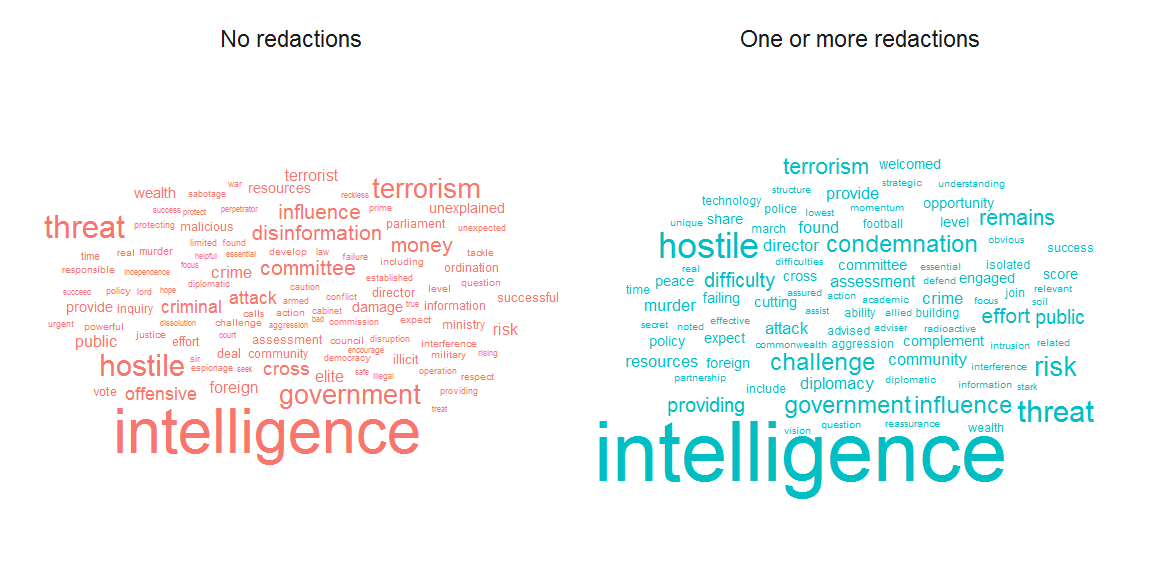 No redactions
One or more redactions
terrorist
war
wealth sabotage resources reckless terrorism
success protect perpetrator influence prime unexplained
threat protecting malicious disinformation parliament unexpected
limited found money
time real murder helpful essential develop law failure including tackle
responsible independence focus crime committee established ordination
diplomatic question
succeed policy lord hope caution director level
provide inquiry criminal attack armed conflict damage true information successful
calls action cabinet
urgent powerful dissolution challenge aggression bad commission expect ministry risk
public justice effort court assessment council disruption interference
hostile sir deal community encourage democracy illicit military rising
espionage seek cross safe illegal operation
vote offensive foreign elite government respect
providing
intelligence treat
terrorism welcomed
structure strategic understanding
technology provide opportunity
unique share police lowest momentum
march found football level remains
hostile director condemnation obvious success
real difficulties committee essential isolated
time peace difficulty cross assessment defend engaged score
murder failing cutting assured action academic crime focus join relevant
soil
secret noted effective assist ability allied building effort public
policy expect attack advised adviser radioactive
commonwealth aggression complement intrusion related
resources foreign challenge community interference risk
partnership include diplomacy diplomatic information stark
providing government influence threat
vision question reassurance wealth
intelligence